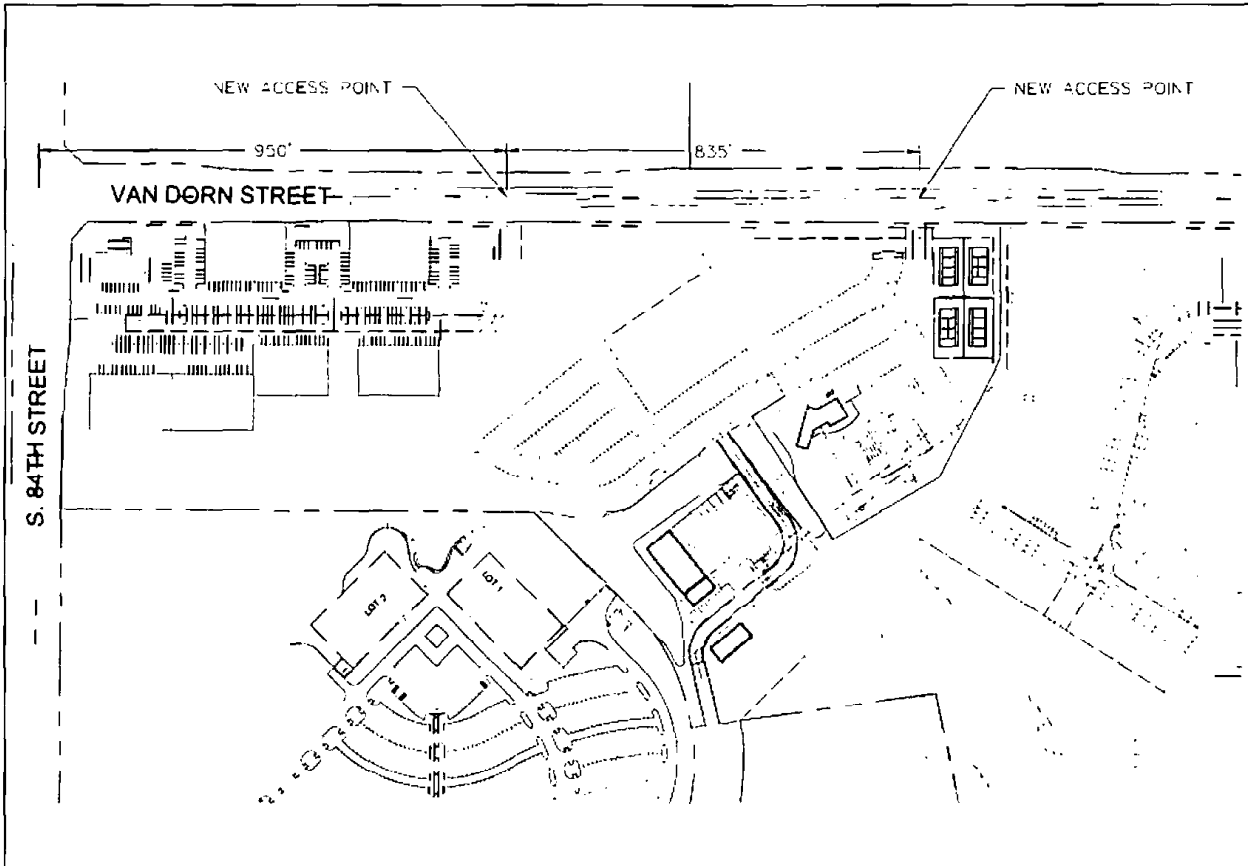 NEW ACCESS POINT
NEW ACCESS POINT
950'
835'
VAN DORN STREET
S. 84TH STREET
LOT 2
LOT 1